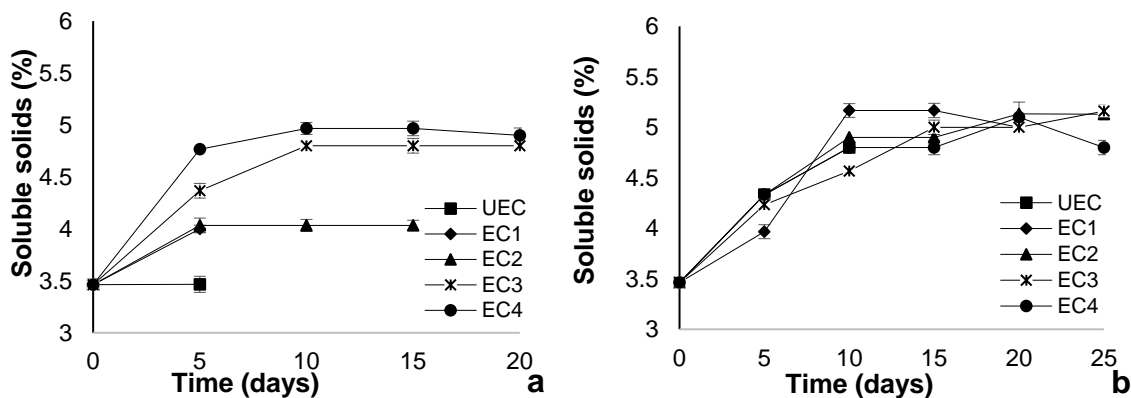 6
5.5
5
4.5
4
3.5
3
Soluble solids (%)
UEC
EC1
EC2
EC3
EC4
0 5 10 15 20
Time (days)
a
6
5.5
5
4.5
4
3.5
3
Soluble solids (%)
UEC
EC1
EC2
EC3
EC4
0 5 10 15 20 25
Time (days)
b